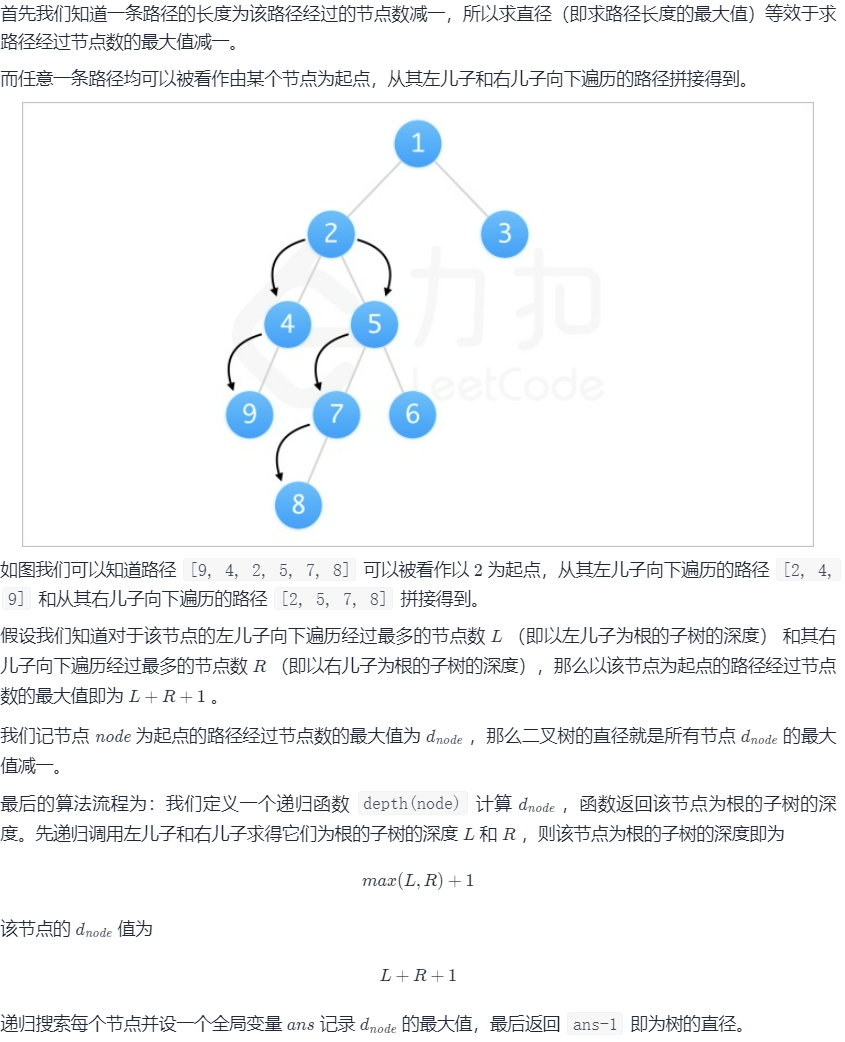 首先我们知道一条路径的长度为该路径经过的节点数减一，所以求直径（即求路径长度的最大值）等效于求
路径经过节点数的最大值减一。
而任意一条路径均可以被看作由某个节点为起点，从其左儿子和右儿子向下遍历的路径拼接得到。
1
2
3
4
5
力扣
9
7
6
LeetCode
8
如图我们可以知道路径 [9, 4, 2, 5, 7, 8] 可以被看作以 2 为起点，从其左儿子向下遍历的路径 [2, 4,
9] 和从其右儿子向下遍历的路径 [2, 5, 7, 8] 拼接得到。
假设我们知道对于该节点的左儿子向下遍历经过最多的节点数 L （即以左儿子为根的子树的深度） 和其右
儿子向下遍历经过最多的节点数 R （即以右儿子为根的子树的深度），那么以该节点为起点的路径经过节点
数的最大值即为 L + R + 1 。
我们记节点 node 为起点的路径经过节点数的最大值为 d_node ，那么二叉树的直径就是所有节点 d_node 的最大
值减一。
最后的算法流程为：我们定义一个递归函数 depth(node) 计算 d_node ，函数返回该节点为根的子树的深
度。先递归调用左儿子和右儿子求得它们为根的子树的深度 L 和 R ，则该节点为根的子树的深度即为
max(L, R) + 1
该节点的 d_node 值为
L + R + 1
递归搜索每个节点并设一个全局变量 ans 记录 d_node 的最大值，最后返回 ans-1 即为树的直径。